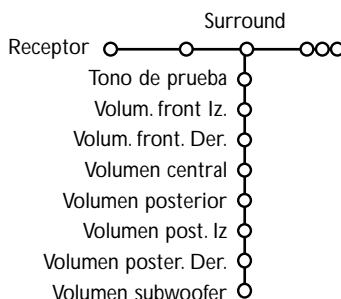 Surround
Receptor
Tono de prueba
Volum. front Iz.
Volum. front. Der.
Volumen central
Volumen posterior
Volumen post. Iz
Volumen poster. Der.
Volumen subwoofer